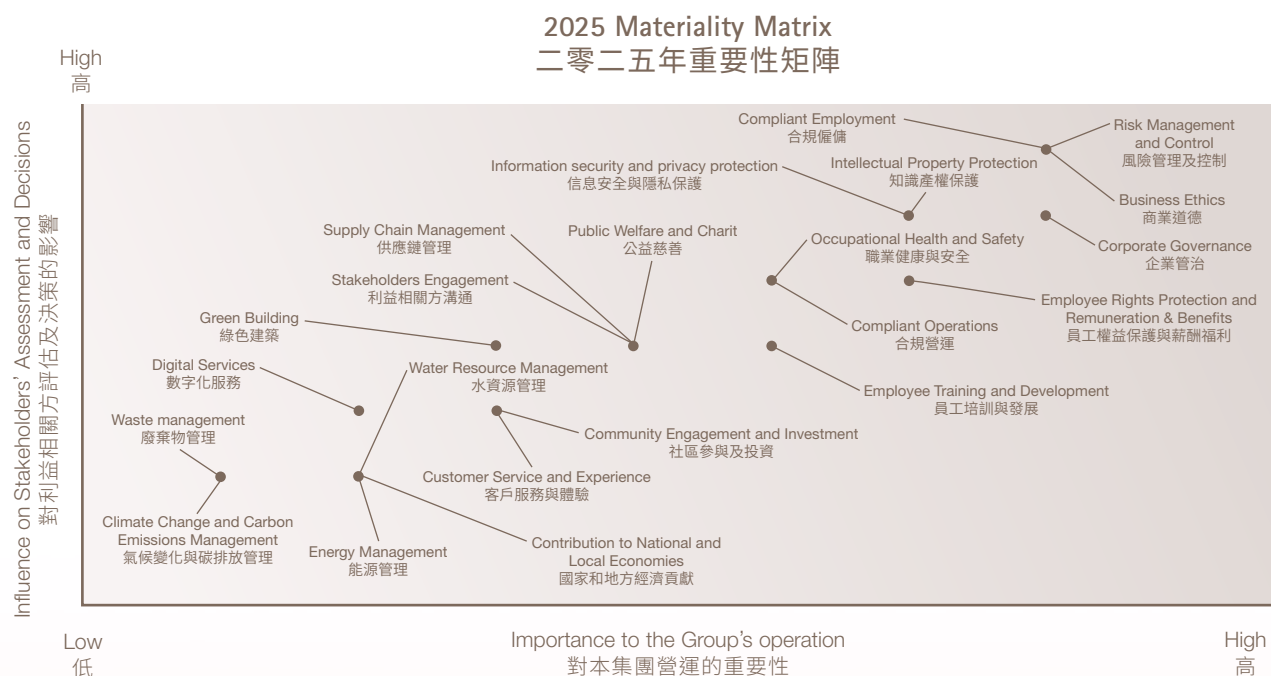 2025 Materiality Matrix
二零二五年重要性矩陣
High
高
Influence on Stakeholders' Assessment and Decisions
對利益相關方評估及決策的影響
Compliant Employment
合規僱傭
Risk Management
and Control
風險管理及控制
Information security and privacy protection
信息安全與隱私保護
Intellectual Property Protection
知識產權保護
Business Ethics
商業道德
Supply Chain Management
供應鏈管理
Public Welfare and Charit
公益慈善
Occupational Health and Safety
職業健康與安全
Corporate Governance
企業管治
Stakeholders Engagement
利益相關方溝通
Employee Rights Protection and
Remuneration & Benefits
員工權益保護與薪酬福利
Green Building
綠色建築
Compliant Operations
合規營運
Digital Services
數字化服務
Water Resource Management
水資源管理
Employee Training and Development
員工培訓與發展
Waste management
廢棄物管理
Community Engagement and Investment
社區參與及投資
Customer Service and Experience
客戶服務與體驗
Climate Change and Carbon
Emissions Management
氣候變化與碳排放管理
Energy Management
能源管理
Contribution to National and
Local Economies
國家和地方經濟貢獻
Low
低
Importance to the Group's operation
對本集團營運的重要性
High
高